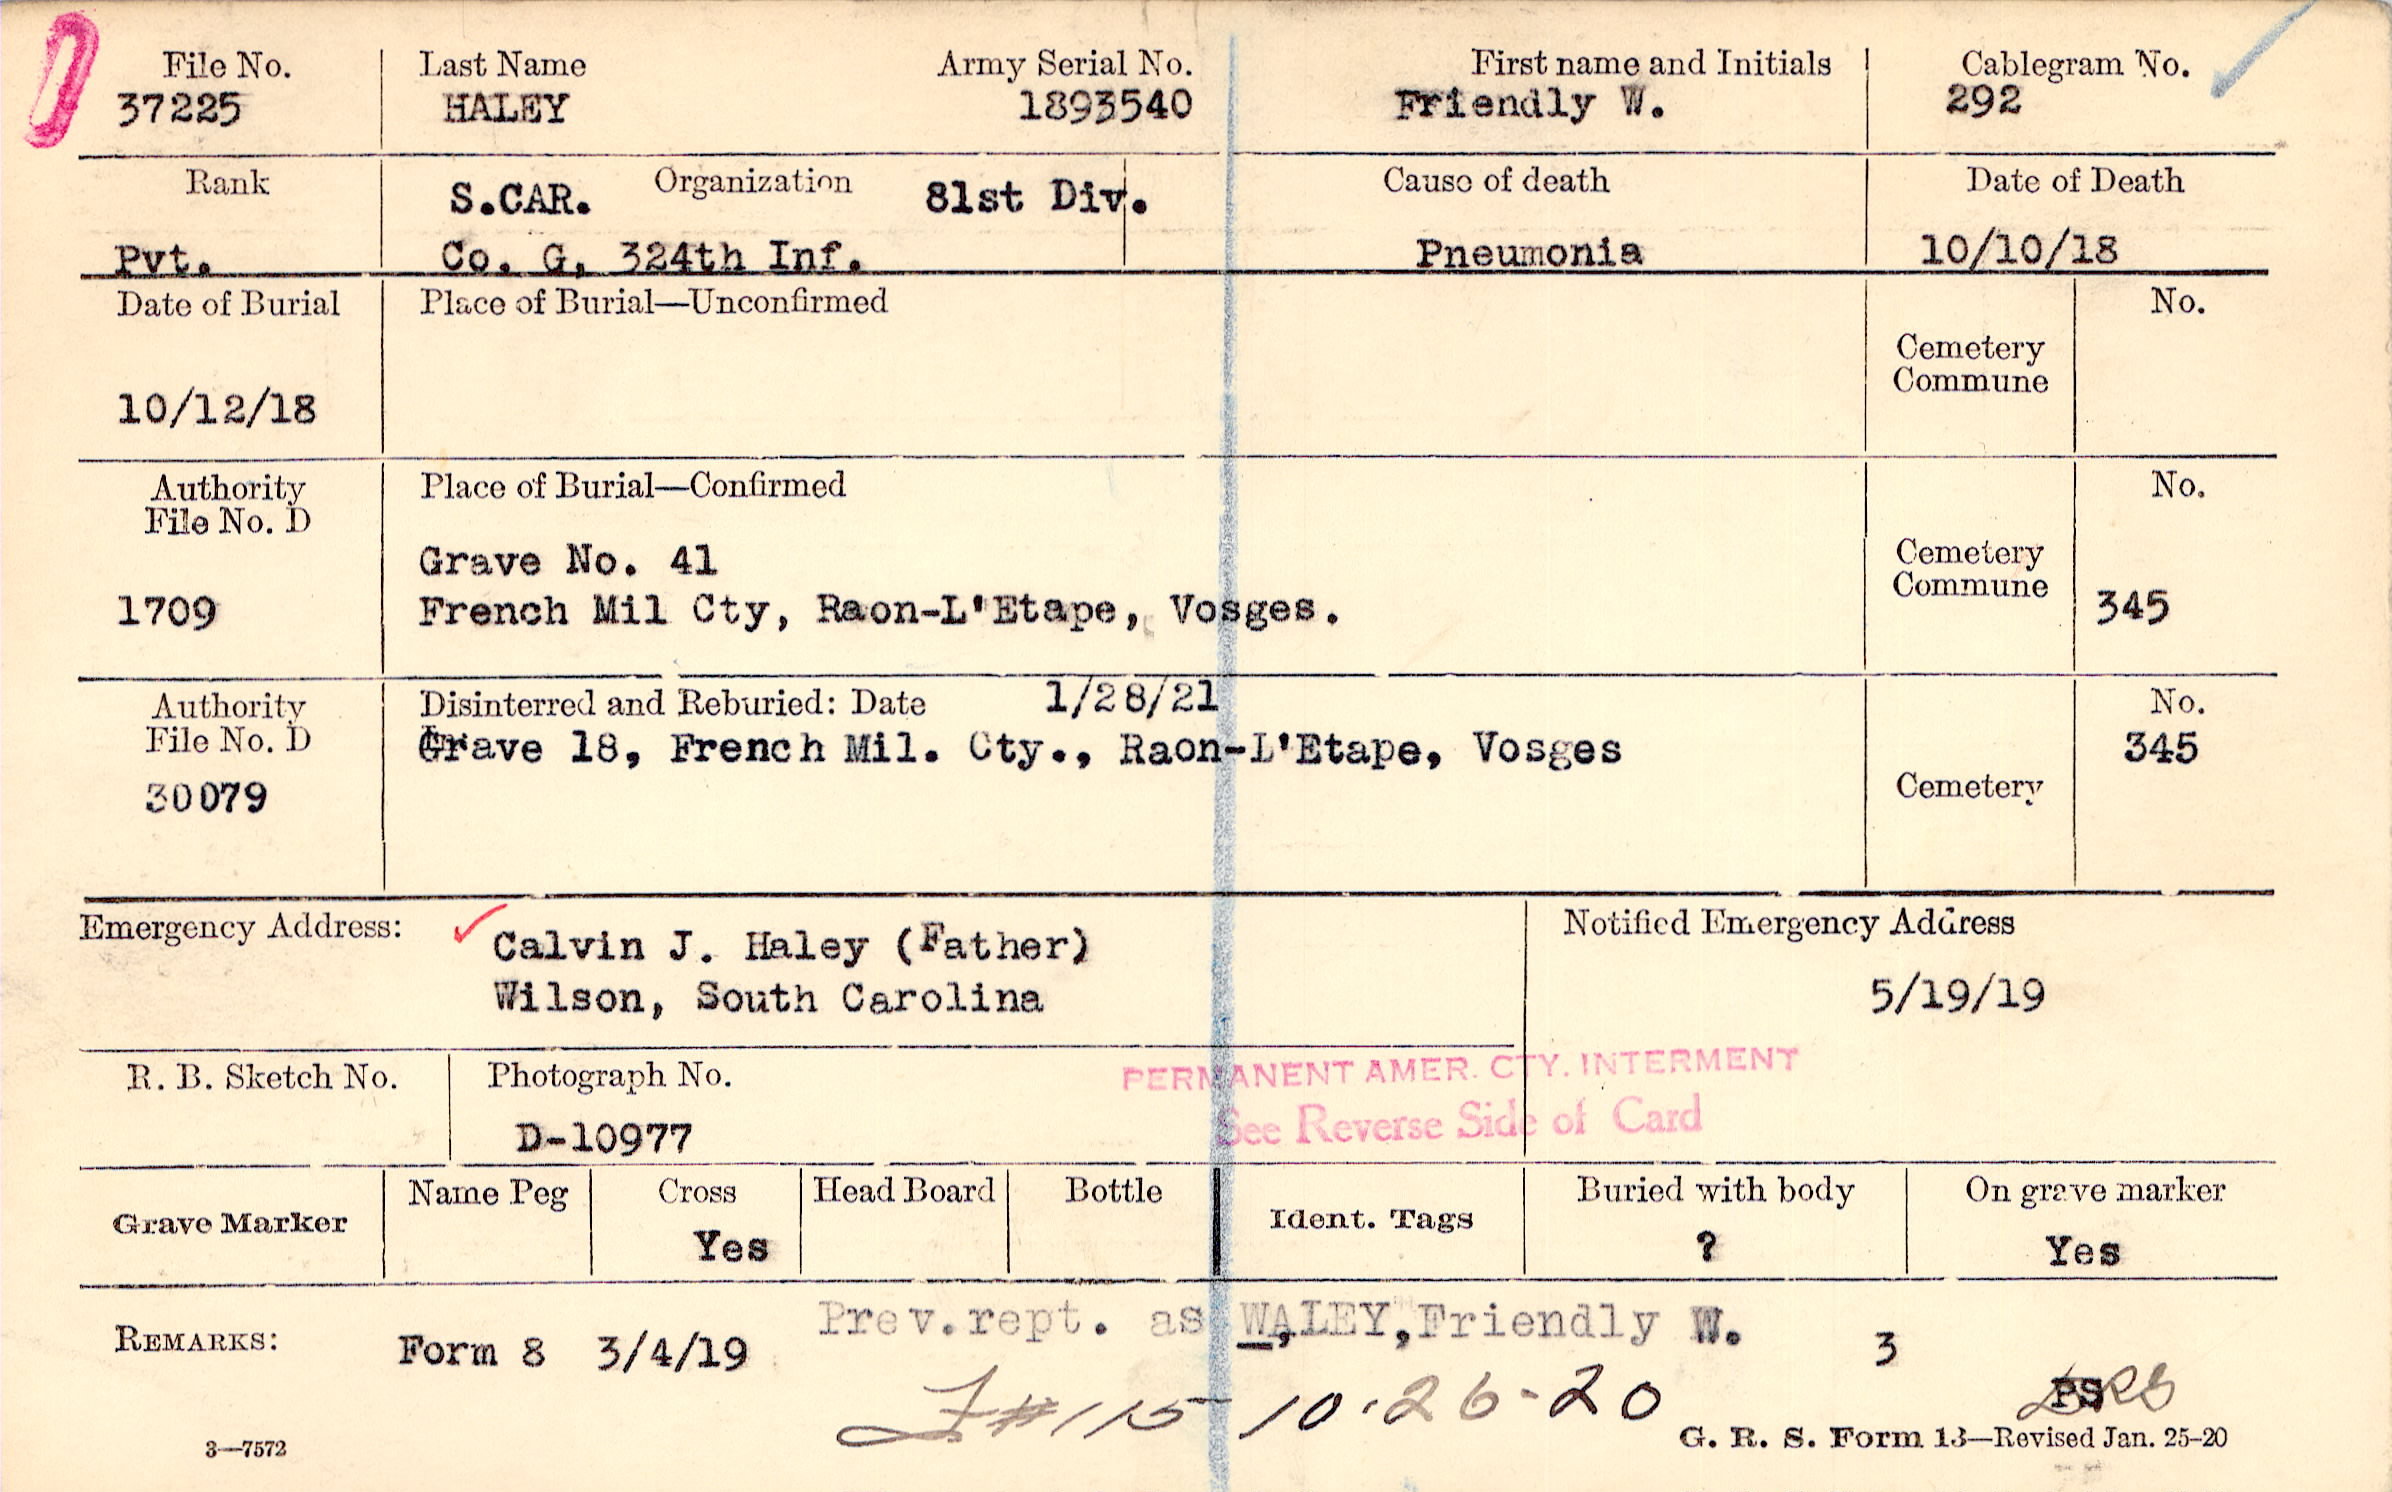 File No. Last Name Army Serial No. First name and Initials Cablegram No.
37225 HALEY 1893540 Friendly W. 292
Rank S.CAR. Organization 81st Div. Cause of death Date of Death
Pvt. Co. G, 324th Inf. Pneumonia 10/10/18
Date of Burial Place of Burial—Unconfirmed No.
Cemetery
Commune
10/12/18
Authority Place of Burial—Confirmed No.
File No. D
Grave No. 41 Cemetery
Commune
1709 French Mil Cty, Raon-L'Etape, Vosges. 345
Authority Disinterred and Reburied: Date 1/28/21 No.
File No. D Grave 18, French Mil. Cty., Raon-L'Etape, Vosges 345
30079 Cemetery
Emergency Address: Notified Emergency Address
Calvin J. Haley (Father)
Wilson, South Carolina 5/19/19
R. B. Sketch No. Photograph No. PERMANENT AMER. CTY. INTERMENT
D-10977 See Reverse Side of Card
Grave Marker Name Peg Cross Head Board Bottle Ident. Tags Buried with body On grave marker
Yes ? Yes
REMARKS: Form 8 3/4/19 Prev.rept. as WALEY,Friendly W. 3
#115 10-26-20
PS
3—7572 G. R. S. Form 13—Revised Jan. 25-20